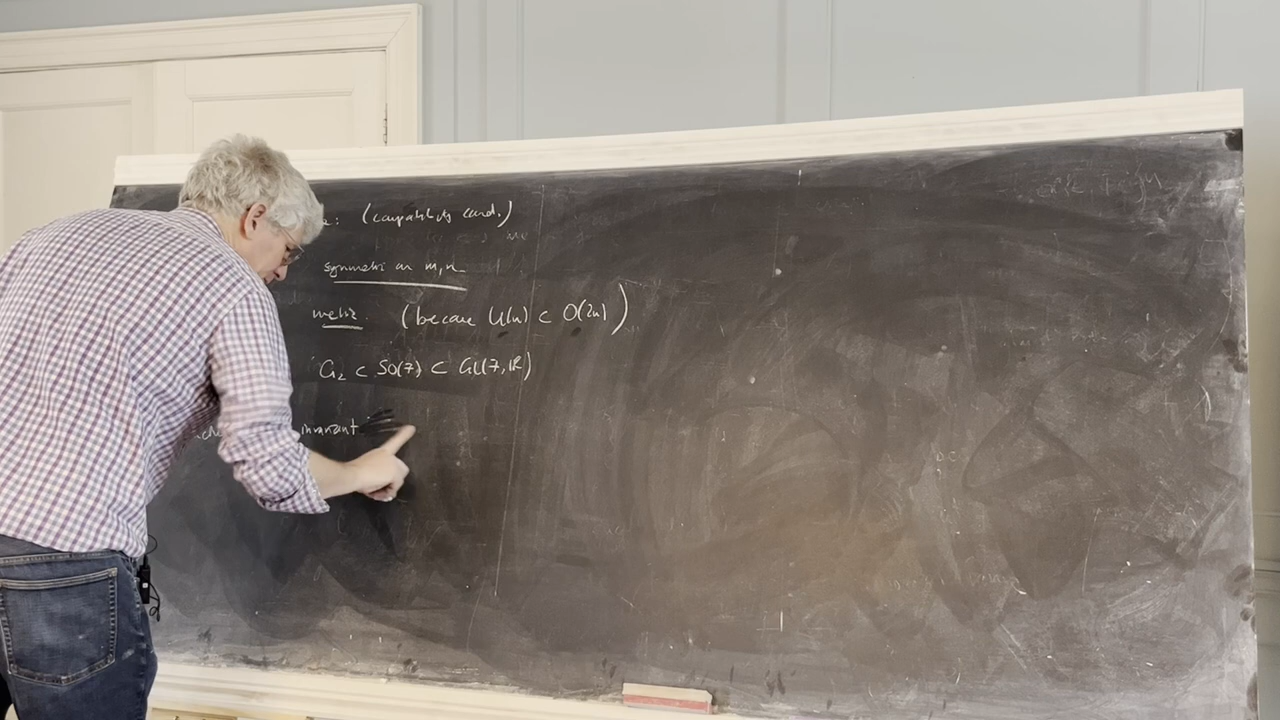 (compatibility cond.)
symmetric in m,n
metric. (because U(n) ⊂ O(2n))
G₂ ⊂ SO(7) ⊂ GL(7,ℝ)
invariant